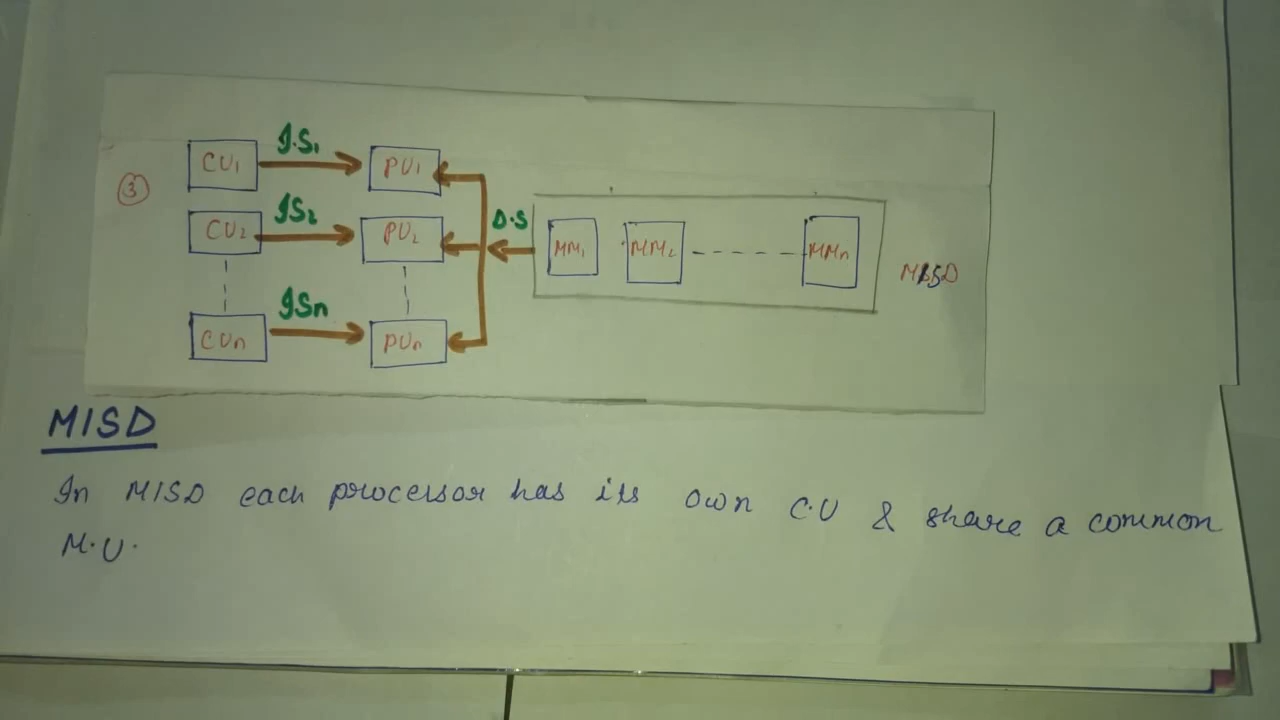 I.S₁
CU₁ PU₁
③
IS₂ D.S
CU₂ PU₂ MM₁ MM₂ MMn
MISD
ISn
CUn PUn
MISD
In MISD each processor has its own C.U & share a common
M.U.